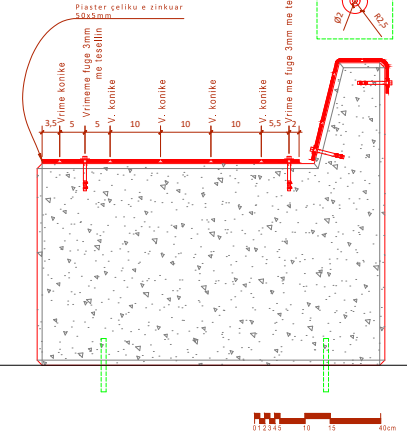 Piaster çeliku e zinkuar
50x5mm
Vrime konike
Vrimeme fuge 3mm
me tesellin
V. konike
V. konike
V. konike
V. konike
Vrime me fuge 3mm me te
Ø2
R2,5
3,5 5 5 10 10 10 5,5 2
0 1 2 3 4 5 10 15 40cm